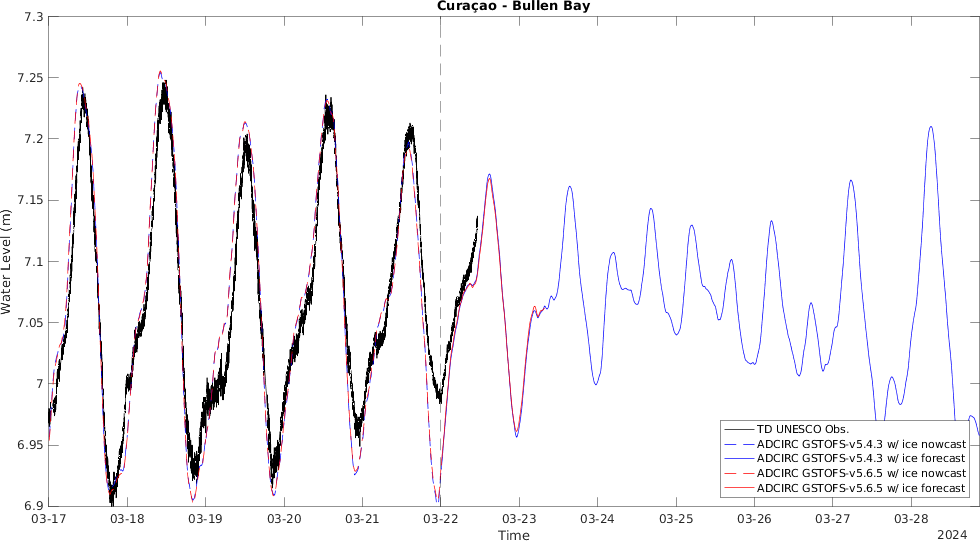 Curaçao - Bullen Bay
7.3
7.25
7.2
7.15
7.1
7.05
7
6.95
6.9
Water Level (m)
TD UNESCO Obs.
ADCIRC GSTOFS-v5.4.3 w/ ice nowcast
ADCIRC GSTOFS-v5.4.3 w/ ice forecast
ADCIRC GSTOFS-v5.6.5 w/ ice nowcast
ADCIRC GSTOFS-v5.6.5 w/ ice forecast
03-17 03-18 03-19 03-20 03-21 03-22 03-23 03-24 03-25 03-26 03-27 03-28
Time
2024